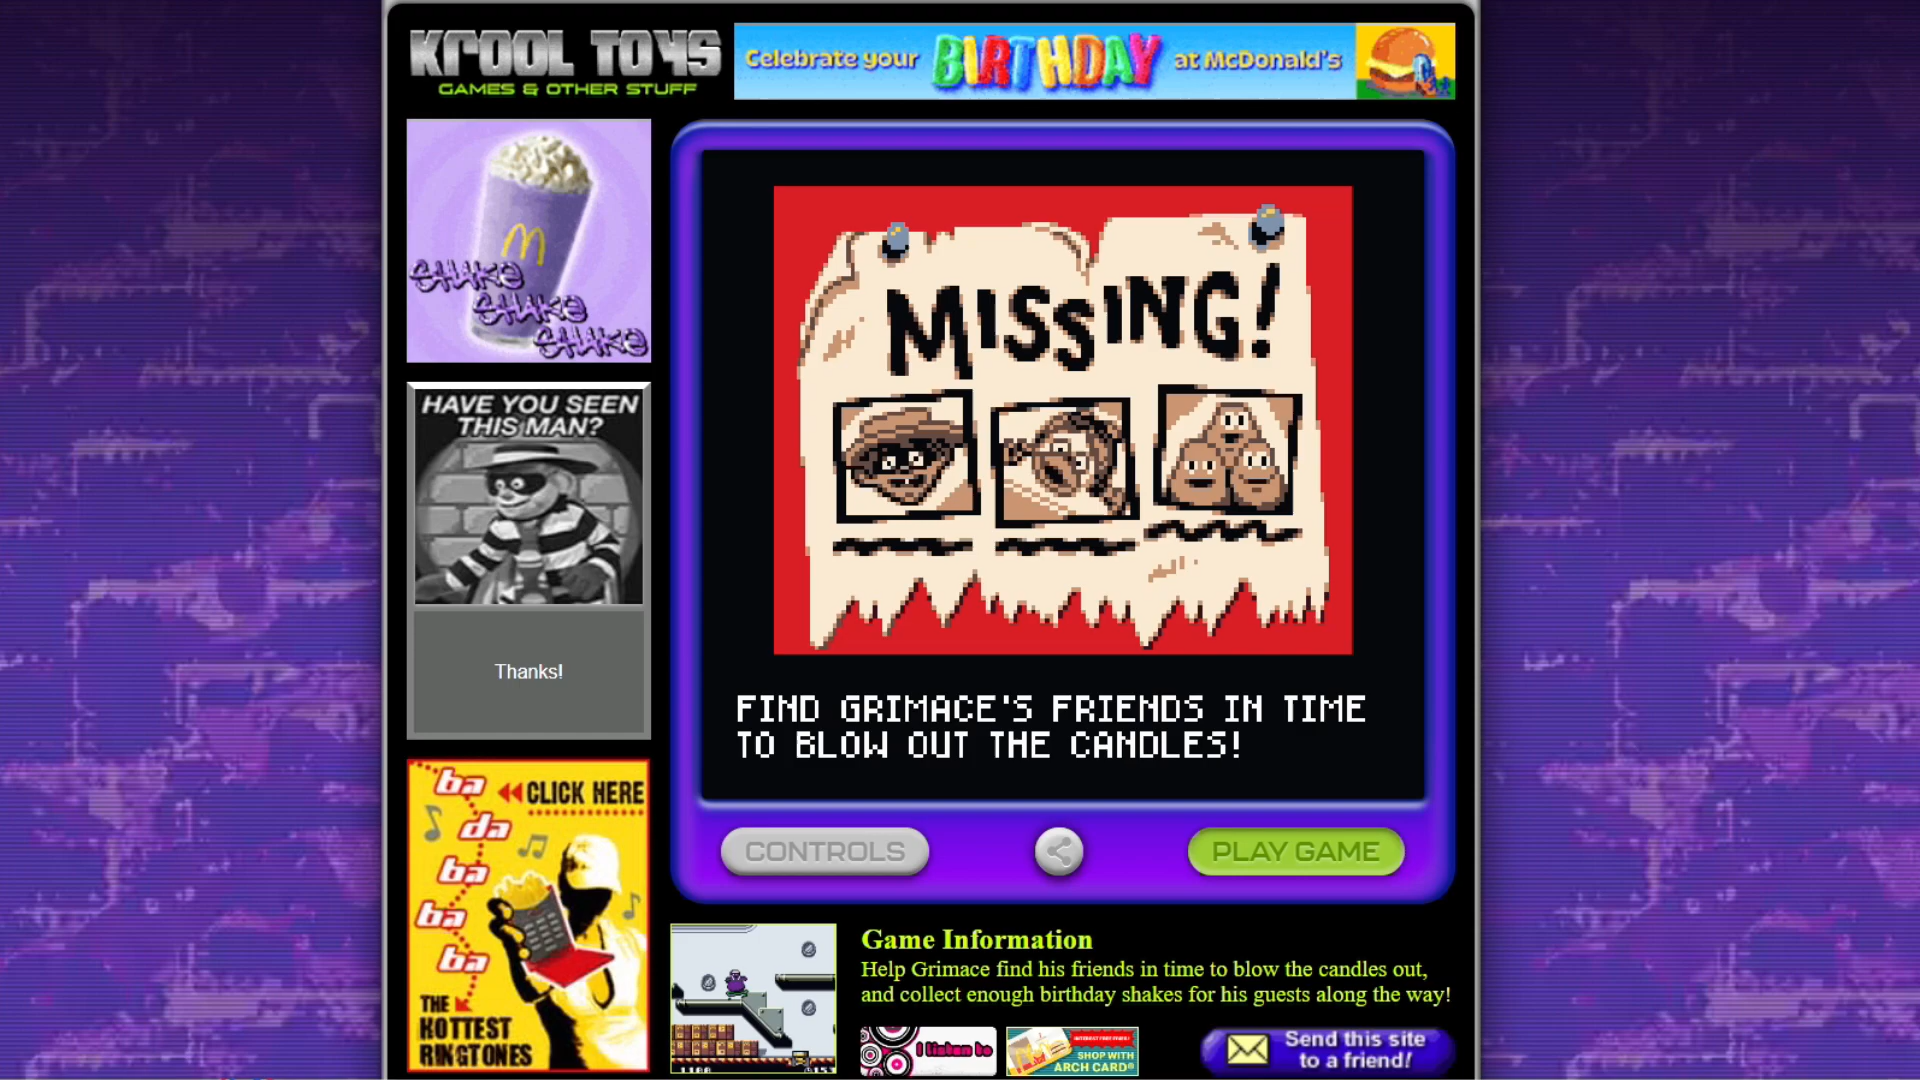 KROOL TOYS
GAMES & OTHER STUFF
Celebrate your BIRTHDAY at McDonald's
SHAKE
SHAKE
SHAKE
HAVE YOU SEEN
THIS MAN?
Thanks!
ba
da
ba
ba
ba
CLICK HERE
THE
HOTTEST
RINGTONES
MISSING!
FIND GRIMACE'S FRIENDS IN TIME
TO BLOW OUT THE CANDLES!
CONTROLS
PLAY GAME
Game Information
Help Grimace find his friends in time to blow the candles out,
and collect enough birthday shakes for his guests along the way!
I listen to
SHOP WITH
ARCH CARD®
Send this site
to a friend!